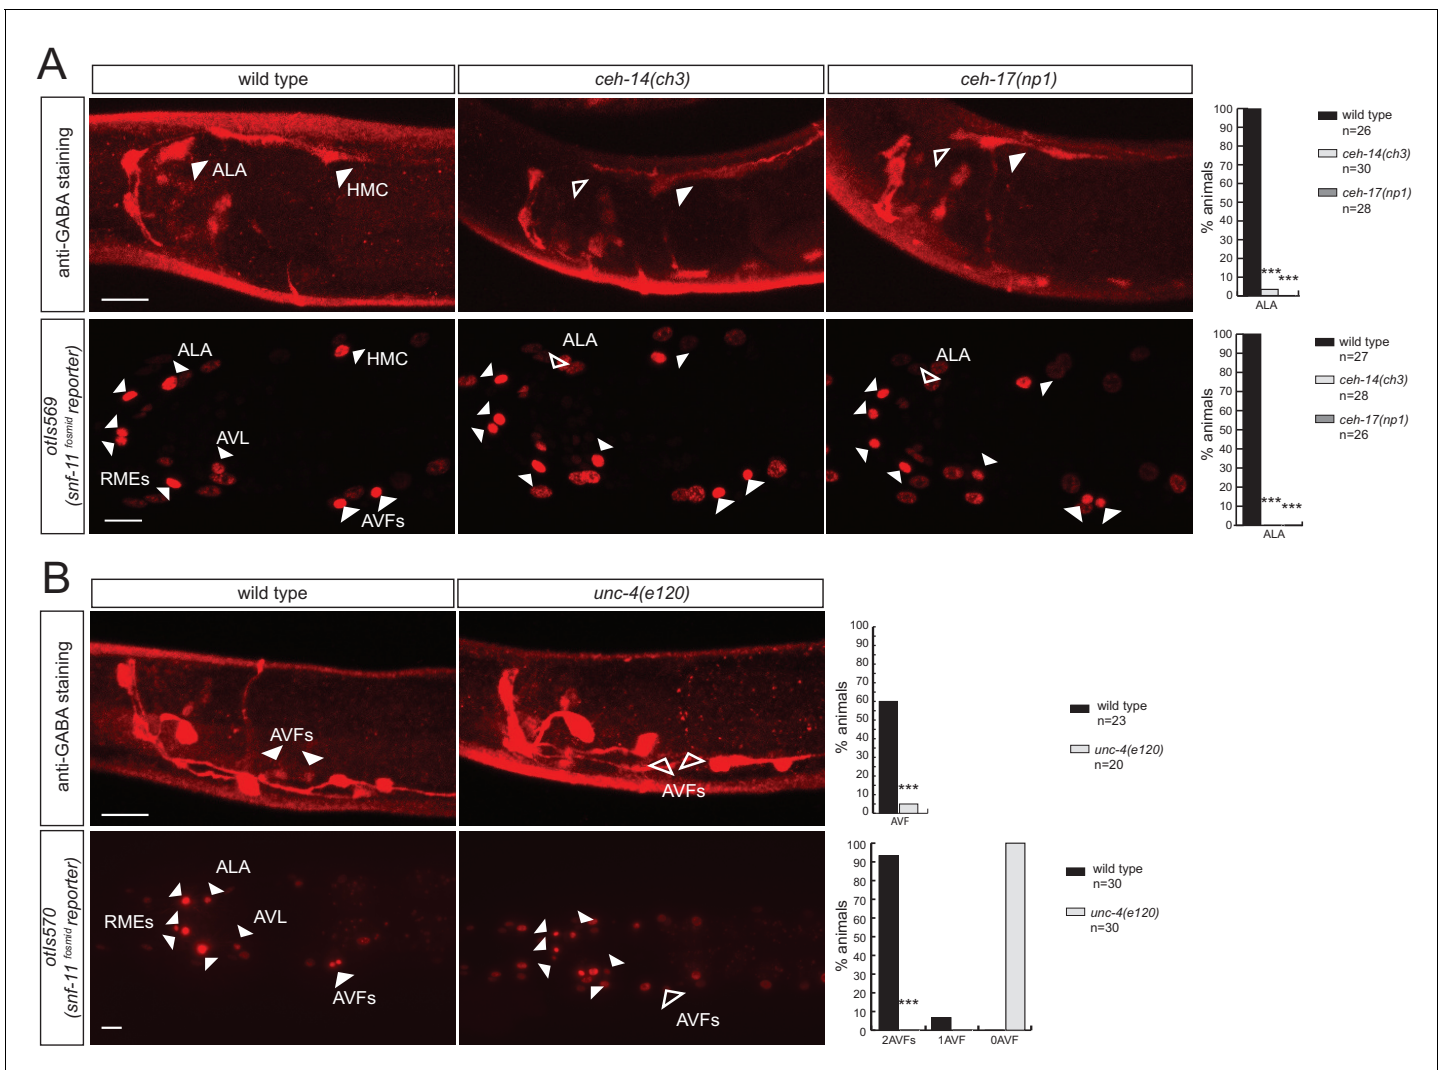 A
wild type
ceh-14(ch3)
ceh-17(np1)
anti-GABA staining
ALA
HMC
% animals
100
90
80
70
60
50
40
30
20
10
0
***
***
ALA
wild type
n=26
ceh-14(ch3)
n=30
ceh-17(np1)
n=28
otIs569
(snf-11 fosmid reporter)
ALA
HMC
AVL
RMEs
AVFs
ALA
ALA
% animals
100
90
80
70
60
50
40
30
20
10
0
***
***
ALA
wild type
n=27
ceh-14(ch3)
n=28
ceh-17(np1)
n=26
B
wild type
unc-4(e120)
anti-GABA staining
AVFs
AVFs
% animals
100
90
80
70
60
50
40
30
20
10
0
***
AVF
wild type
n=23
unc-4(e120)
n=20
otIs570
(snf-11 fosmid reporter)
ALA
RMEs
AVL
AVFs
AVFs
% animals
100
90
80
70
60
50
40
30
20
10
0
***
2AVFs
1AVF
0AVF
wild type
n=30
unc-4(e120)
n=30